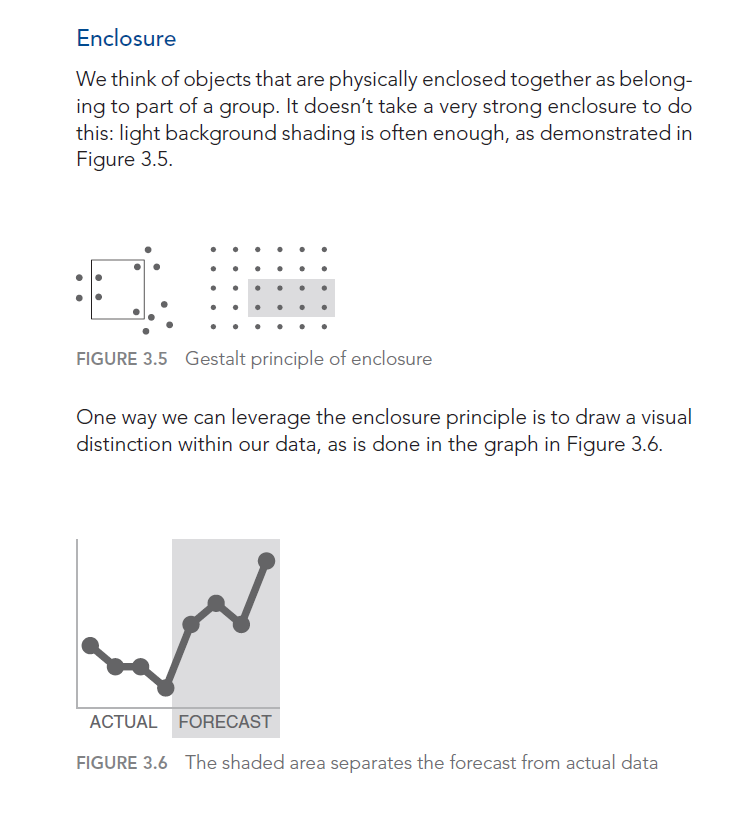 Enclosure
We think of objects that are physically enclosed together as belong-
ing to part of a group. It doesn’t take a very strong enclosure to do
this: light background shading is often enough, as demonstrated in
Figure 3.5.
FIGURE 3.5 Gestalt principle of enclosure
One way we can leverage the enclosure principle is to draw a visual
distinction within our data, as is done in the graph in Figure 3.6.
ACTUAL FORECAST
FIGURE 3.6 The shaded area separates the forecast from actual data